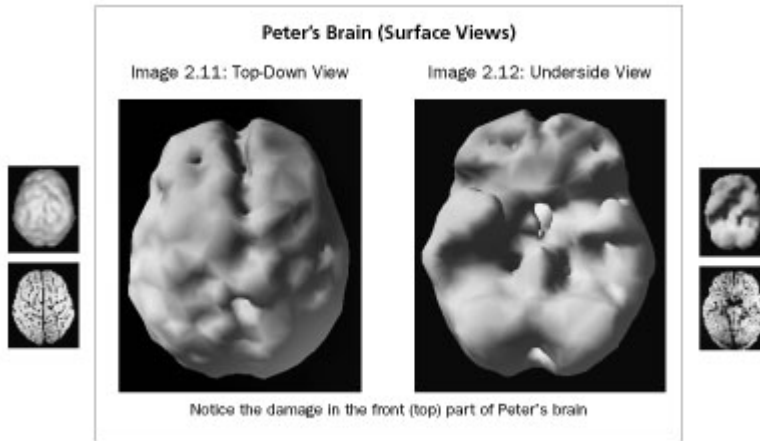 Peter's Brain (Surface Views)
Image 2.11: Top-Down View
Image 2.12: Underside View
Notice the damage in the front (top) part of Peter's brain